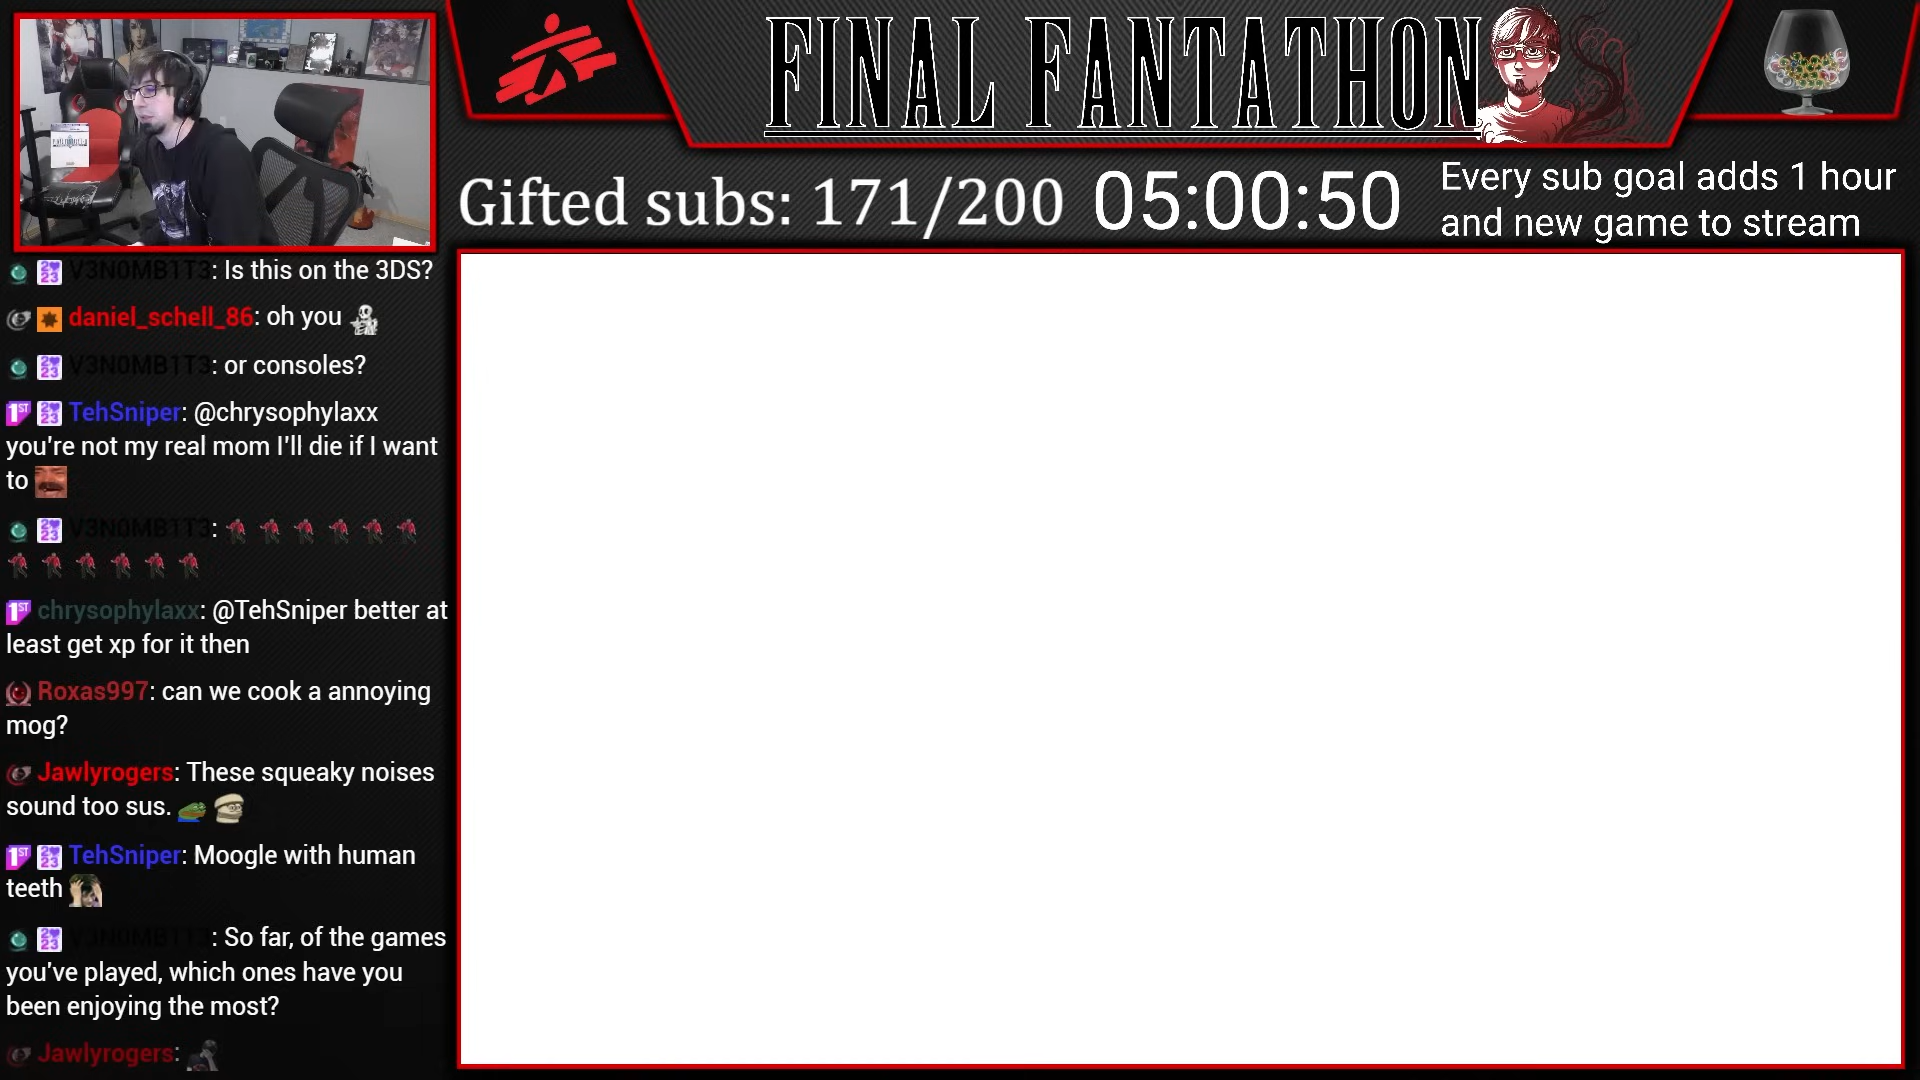 FINAL FANTATHON
Gifted subs: 171/200
05:00:50
Every sub goal adds 1 hour
and new game to stream
V3N0MB1T3: Is this on the 3DS?
daniel_schell_86: oh you
V3N0MB1T3: or consoles?
TehSniper: @chrysophylaxx
you're not my real mom I'll die if I want
to
V3N0MB1T3:
chrysophylaxx: @TehSniper better at
least get xp for it then
Roxas997: can we cook a annoying
mog?
Jawlyrogers: These squeaky noises
sound too sus.
TehSniper: Moogle with human
teeth
V3N0MB1T3: So far, of the games
you've played, which ones have you
been enjoying the most?
Jawlyrogers: